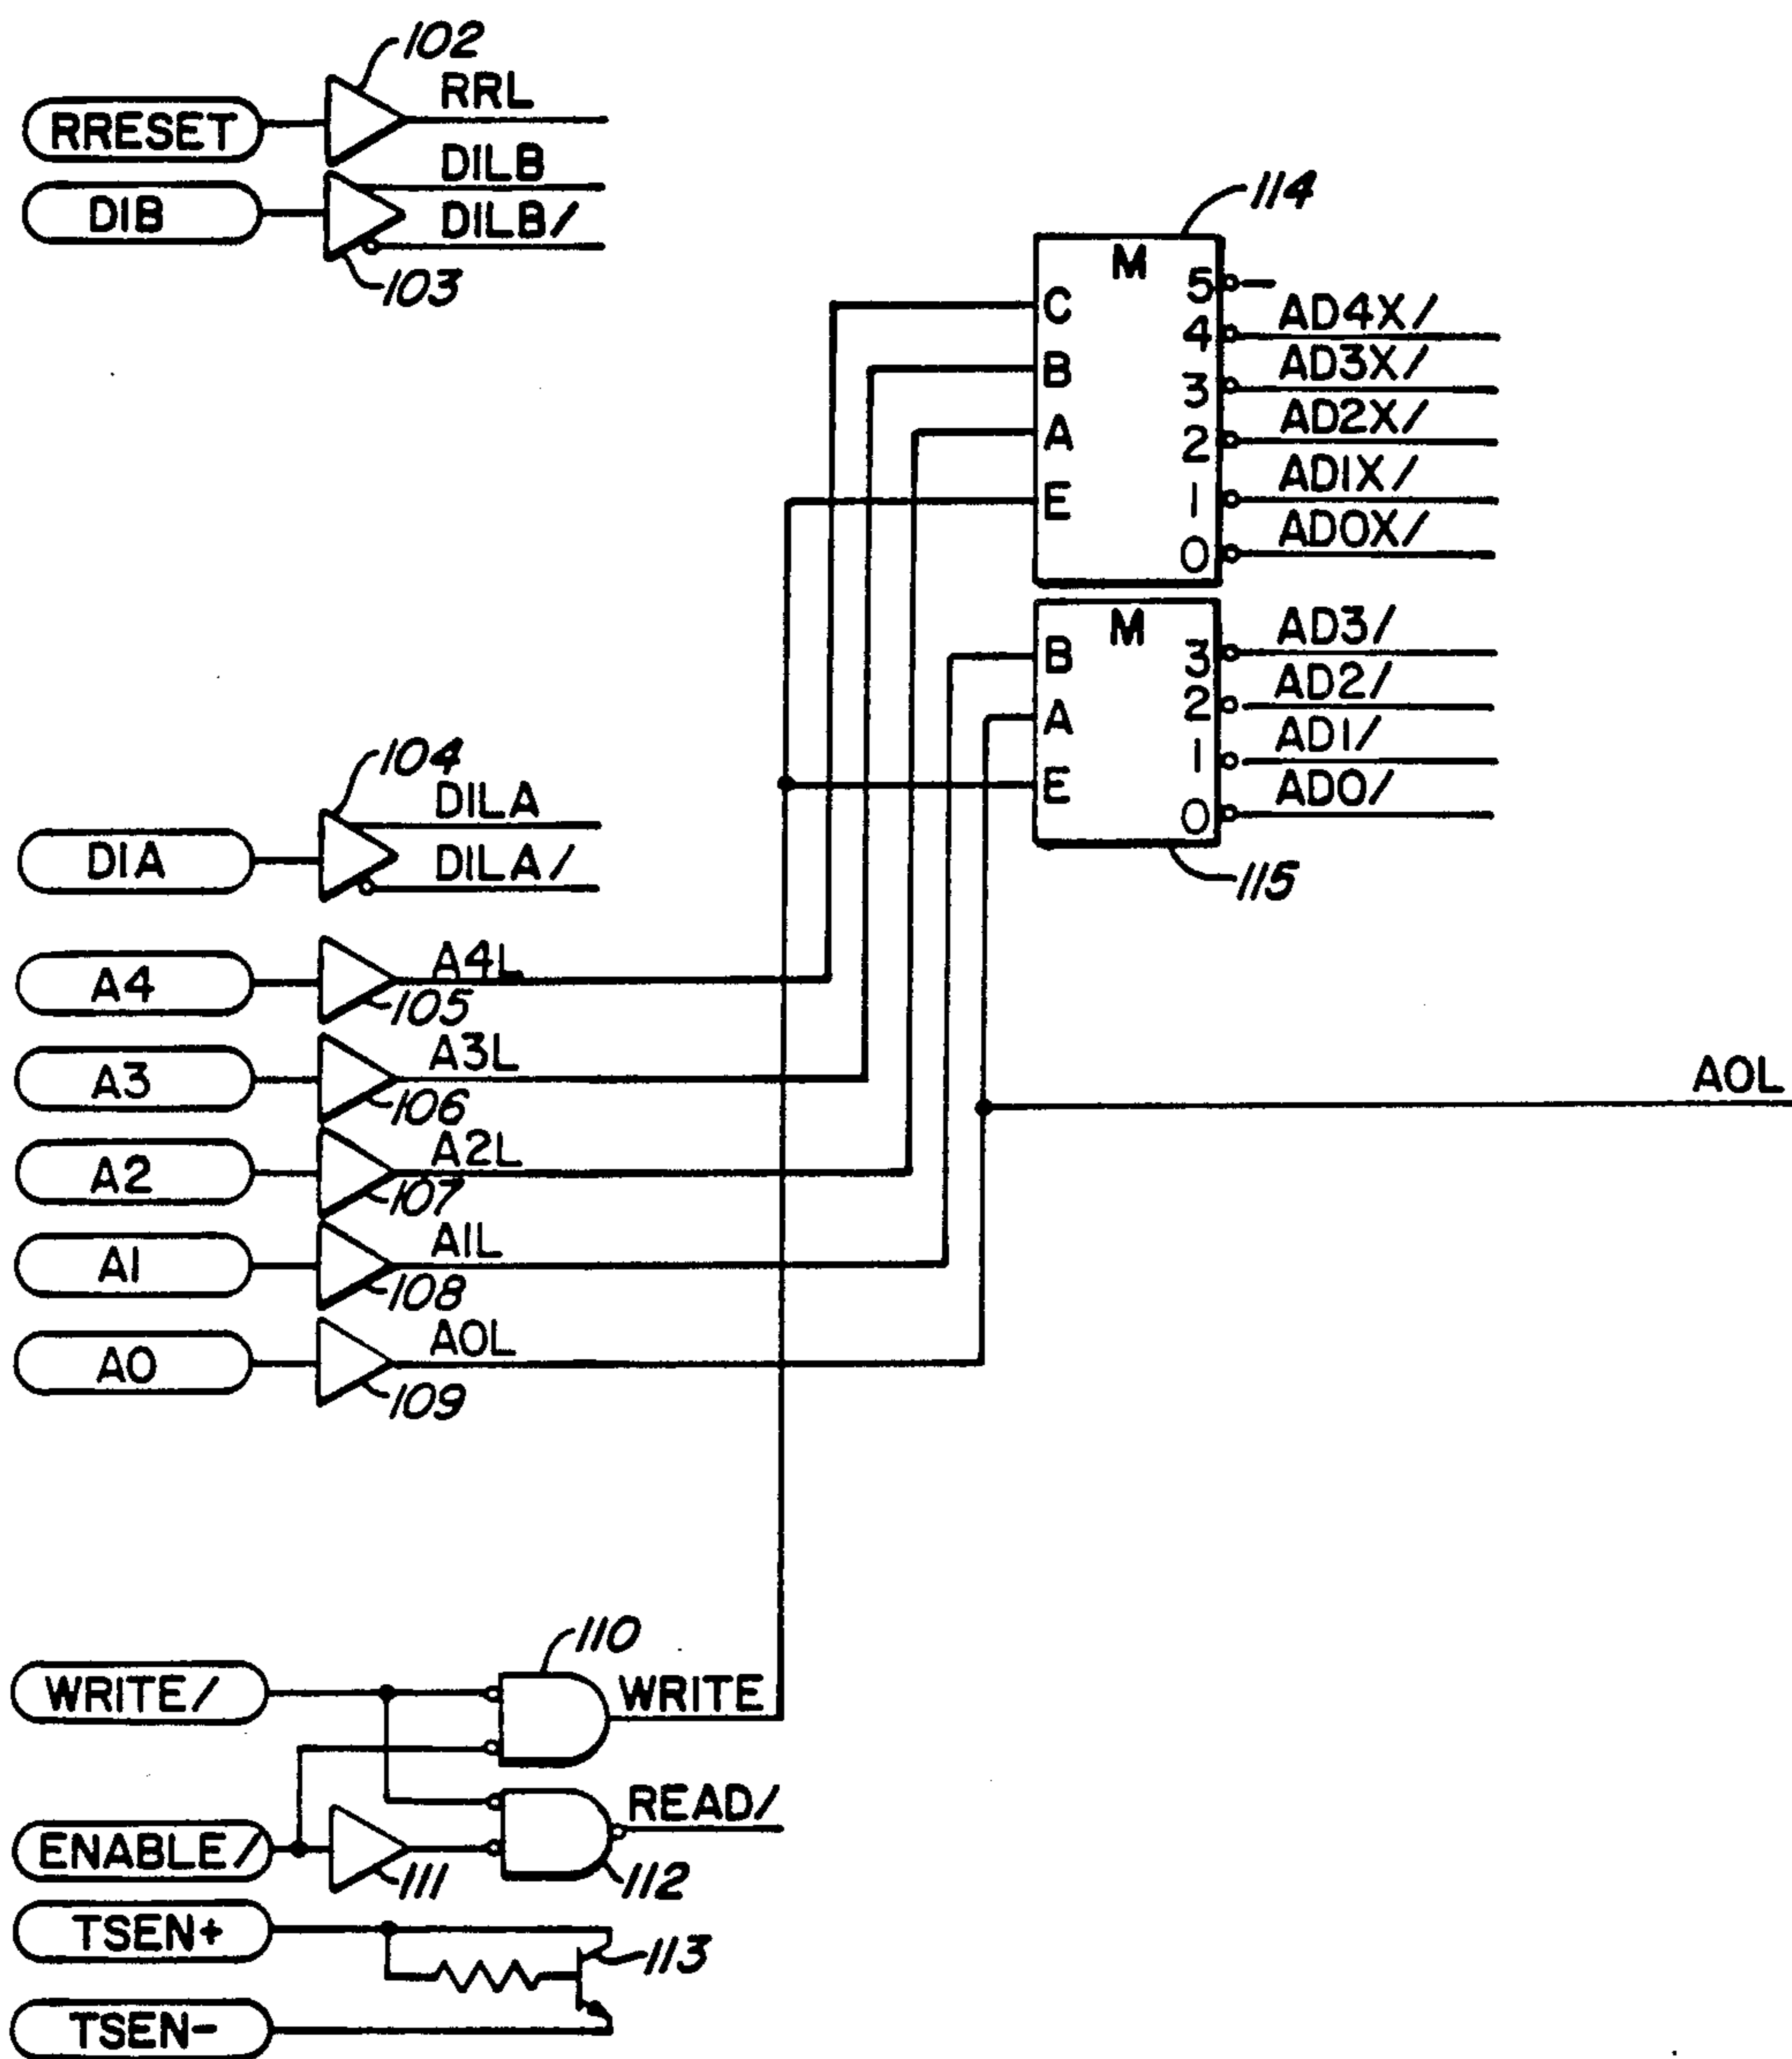 102
RRESET
RRL
DIB
DILB
DILB/
103
114
M
C
B
A
E
5
4
3
2
1
0
AD4X/
AD3X/
AD2X/
AD1X/
AD0X/
M
B
A
E
3
2
1
0
AD3/
AD2/
AD1/
AD0/
115
104
DIA
DILA
DILA/
A4
A4L
105
A3
A3L
106
A2
A2L
107
A1
A1L
108
A0
A0L
109
A0L
110
WRITE/
WRITE
ENABLE/
111
READ/
112
TSEN+
113
TSEN-